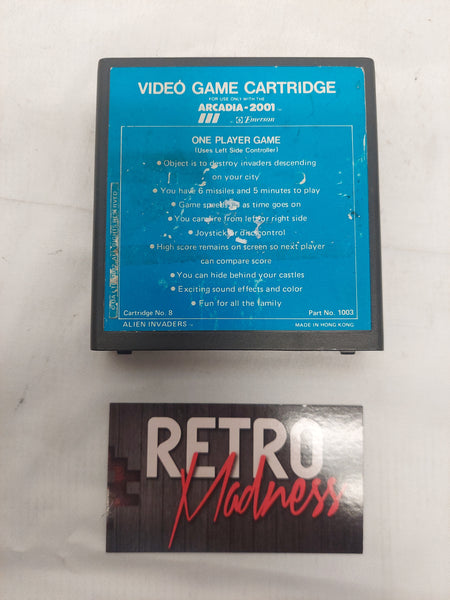 VIDEO GAME CARTRIDGE
FOR USE ONLY WITH THE
ARCADIA-2001™
by Emerson
ONE PLAYER GAME
(Uses Left Side Controller)
• Object is to destroy invaders descending
on your city
• You have 6 missiles and 5 minutes to play
• Game speeds up as time goes on
• You can fire from left or right side
• Joystick or disc control
• High score remains on screen so next player
can compare score
• You can hide behind your castles
• Exciting sound effects and color
• Fun for all the family
Cartridge No. 8 Part No. 1003
ALIEN INVADERS™ MADE IN HONG KONG
RETRO
Madness